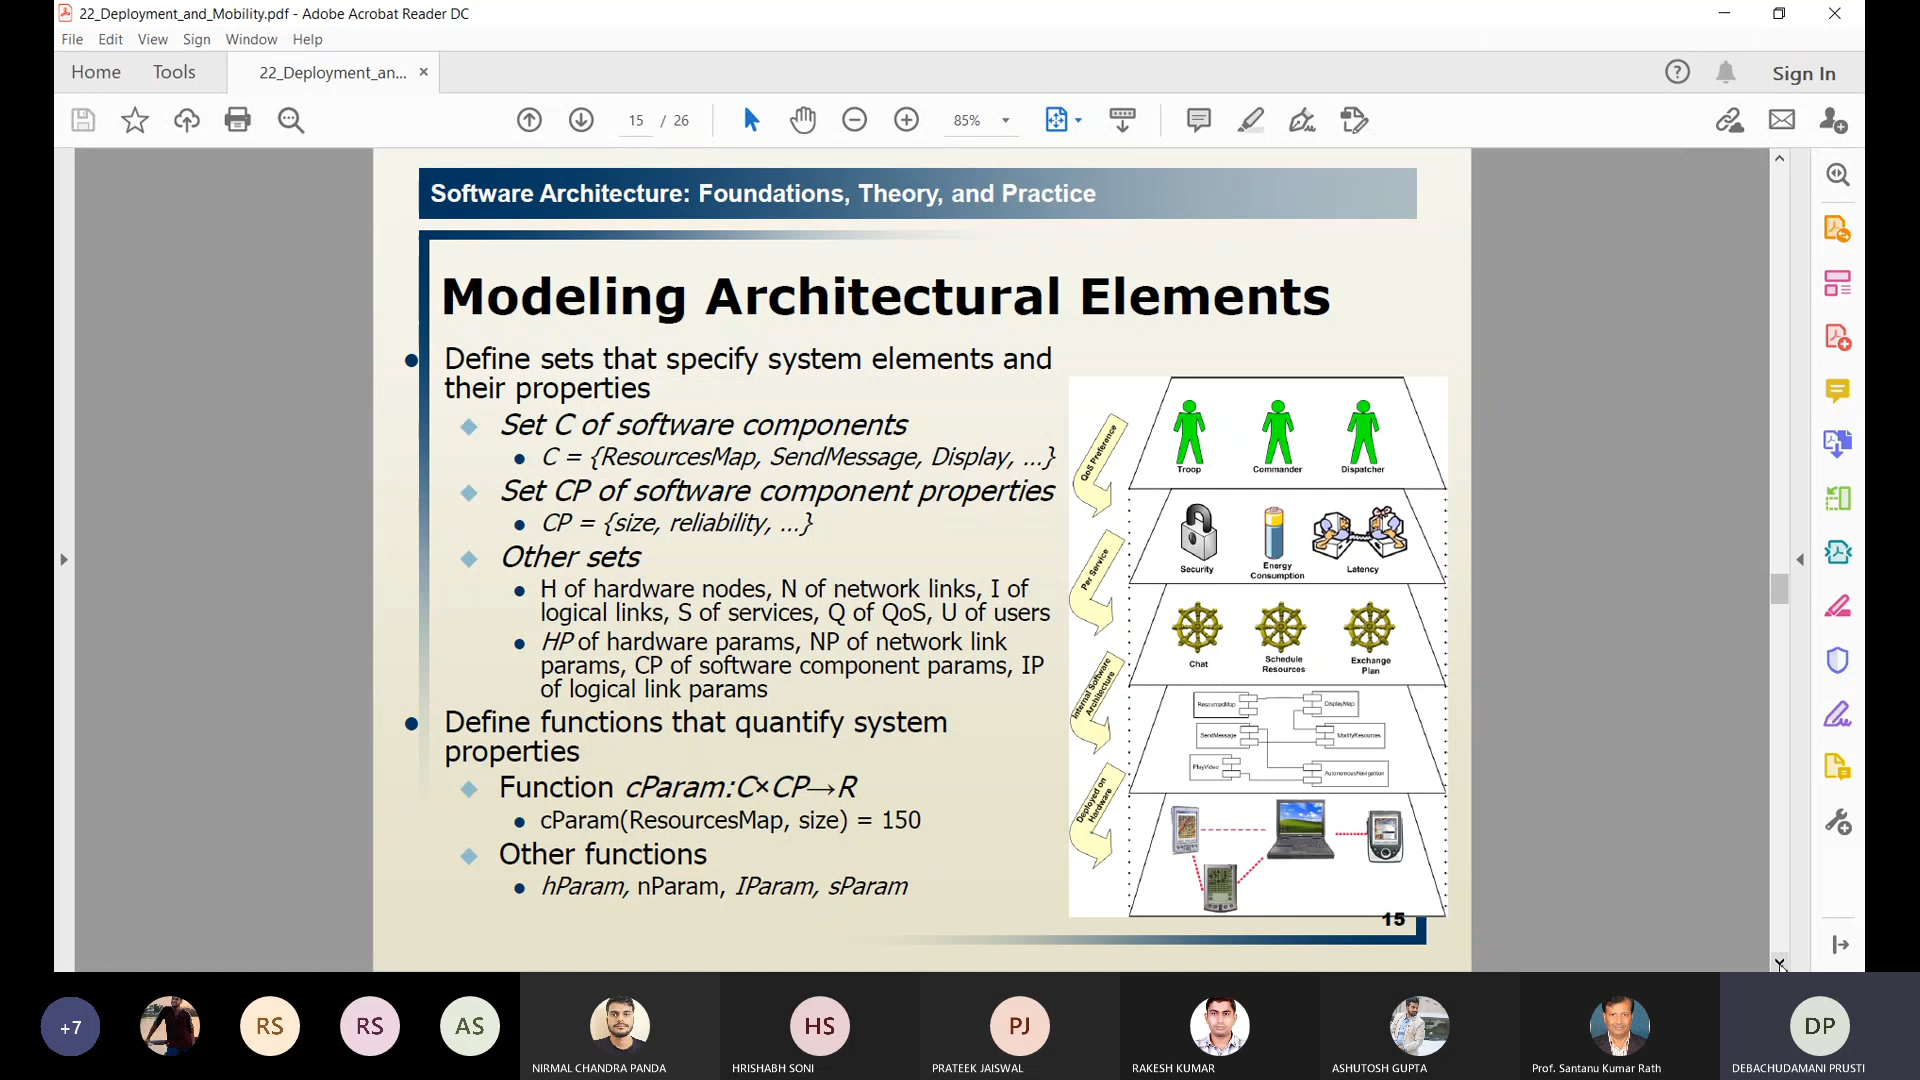 22_Deployment_and_Mobility.pdf - Adobe Acrobat Reader DC
File Edit View Sign Window Help
Home Tools 22_Deployment_an... × Sign In
15 / 26 85%
Software Architecture: Foundations, Theory, and Practice
Modeling Architectural Elements
Define sets that specify system elements and
their properties
Set C of software components
C = {ResourcesMap, SendMessage, Display, ...}
Set CP of software component properties
CP = {size, reliability, ...}
Other sets
H of hardware nodes, N of network links, I of
logical links, S of services, Q of QoS, U of users
HP of hardware params, NP of network link
params, CP of software component params, IP
of logical link params
Define functions that quantify system
properties
Function cParam:C×CP→R
cParam(ResourcesMap, size) = 150
Other functions
hParam, nParam, IParam, sParam
QoS Preference
Troop Commander Dispatcher
Per Service
Security Energy
Consumption Latency
Internal Software
Architecture
Chat Schedule
Resources Exchange
Plan
ResourcesMap DisplayMap
SendMessage ModifyResources
PlayVideo AutonomousNavigation
Deployed on
Hardware
15
+7 RS RS AS HS PJ DP
NIRMAL CHANDRA PANDA HRISHABH SONI PRATEEK JAISWAL RAKESH KUMAR ASHUTOSH GUPTA Prof. Santanu Kumar Rath DEBACHUDAMANI PRUSTI